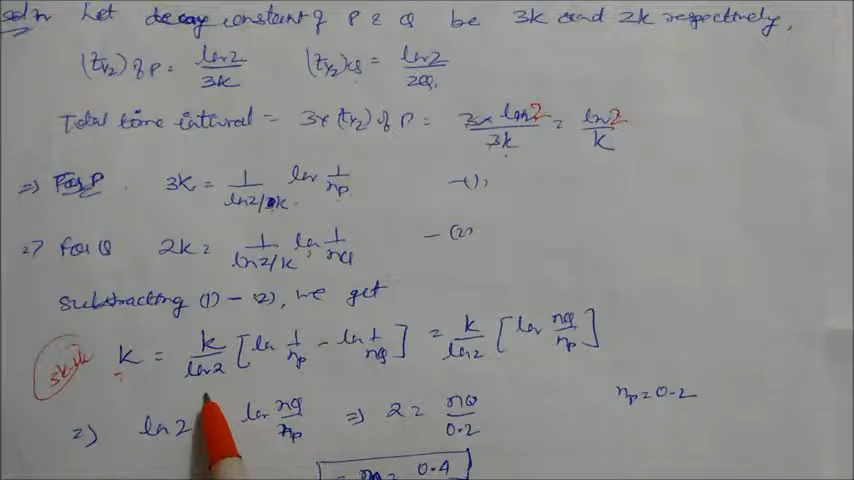 Soln Let decay constant of P & Q be 3k and 2k respectively,
(t1/2) of P = ln2/3k (t1/2)Q = ln2/2Q.
Total time interval = 3×(t1/2) of P = 3× ln2/3k = ln2/k
=> For P 3k = 1/(ln2/k) ln 1/np -(1),
=> For Q 2k = 1/(ln2/k) ln 1/nQ -(2)
Subtracting (1) - (2), we get
3k-2k k = k/ln2 [ln 1/np - ln 1/nQ] = k/ln2 [ln nQ/np]
np = 0.2
=> ln2 ln nQ/np => 2 = nQ/0.2
= nQ = 0.4